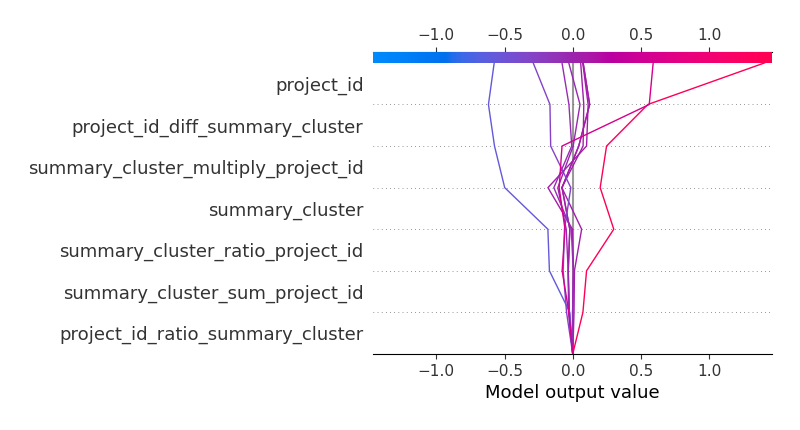 −1.0 −0.5 0.0 0.5 1.0
project_id
project_id_diff_summary_cluster
summary_cluster_multiply_project_id
summary_cluster
summary_cluster_ratio_project_id
summary_cluster_sum_project_id
project_id_ratio_summary_cluster
−1.0 −0.5 0.0 0.5 1.0
Model output value